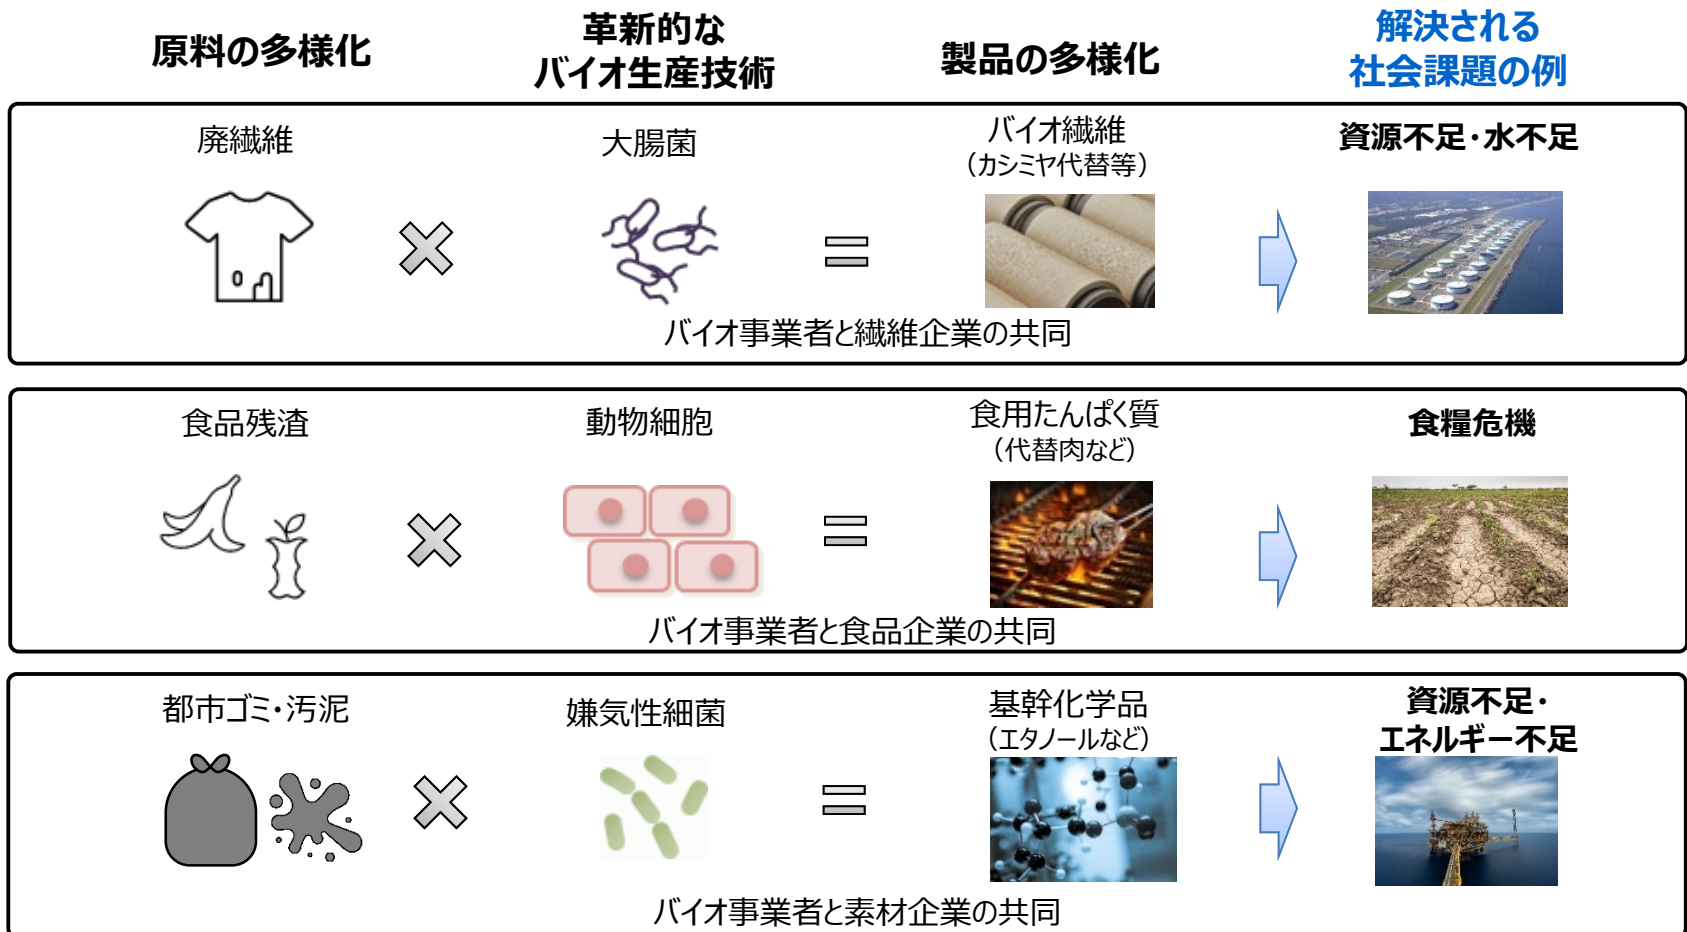 原料の多様化
革新的な
バイオ生産技術
製品の多様化
解決される
社会課題の例
廃繊維
大腸菌
バイオ繊維
（カシミヤ代替等）
資源不足・水不足
バイオ事業者と繊維企業の共同
食品残渣
動物細胞
食用たんぱく質
（代替肉など）
食糧危機
バイオ事業者と食品企業の共同
都市ゴミ・汚泥
嫌気性細菌
基幹化学品
（エタノールなど）
資源不足・
エネルギー不足
バイオ事業者と素材企業の共同